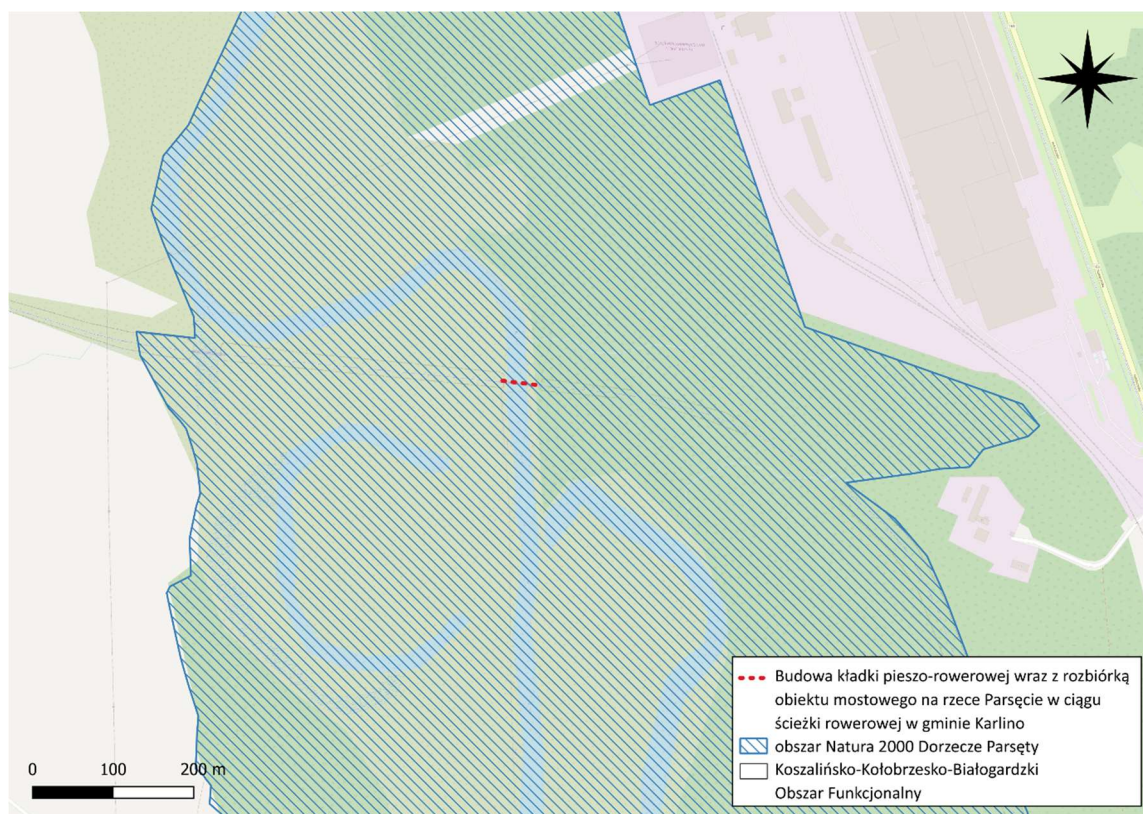 Budowa kładki pieszo-rowerowej wraz z rozbiórką
obiektu mostowego na rzece Parsęcie w ciągu
ścieżki rowerowej w gminie Karlino
obszar Natura 2000 Dorzecze Parsęty
Koszalińsko-Kołobrzesko-Białogardzki
Obszar Funkcjonalny
0 100 200 m